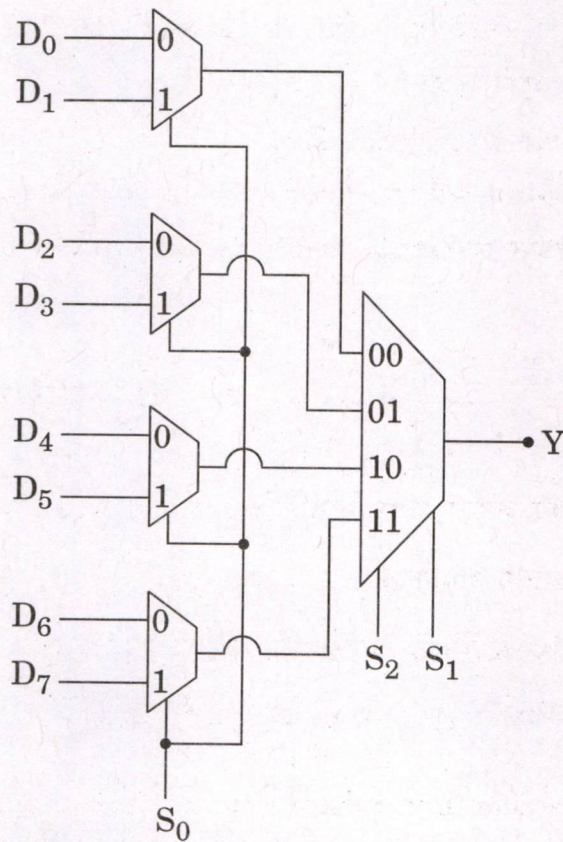 D₀ 0
D₁ 1
D₂ 0
D₃ 1
00
01
D₄ 0
Y
10
D₅ 1
11
D₆ 0
S₂ S₁
D₇ 1
S₀